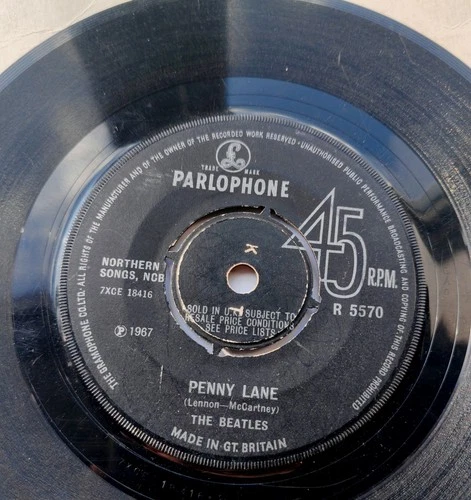 THE GRAMOPHONE CO. LTD. ALL RIGHTS OF THE MANUFACTURER AND OF THE OWNER OF THE RECORDED WORK RESERVED · UNAUTHORISED PUBLIC PERFORMANCE BROADCASTING AND COPYING OF THIS RECORD PROHIBITED
£
TRADE MARK
PARLOPHONE
45
R.P.M.
K
NORTHERN
SONGS, NCB
7XCE 18416
R 5570
SOLD IN U.K. SUBJECT TO
RESALE PRICE CONDITIONS
SEE PRICE LISTS
Ⓟ 1967
PENNY LANE
(Lennon—McCartney)
THE BEATLES
MADE IN GT. BRITAIN